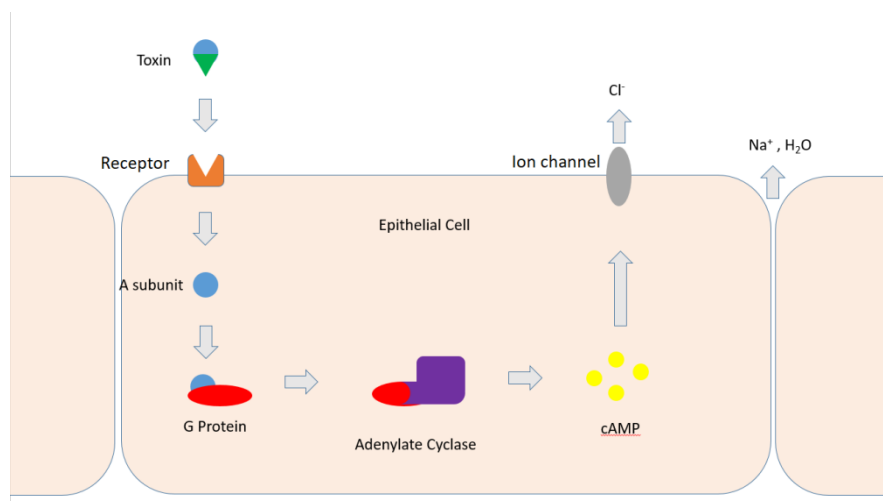 Toxin
Cl⁻
Na⁺ , H₂O
Receptor
Ion channel
Epithelial Cell
A subunit
G Protein
Adenylate Cyclase
cAMP